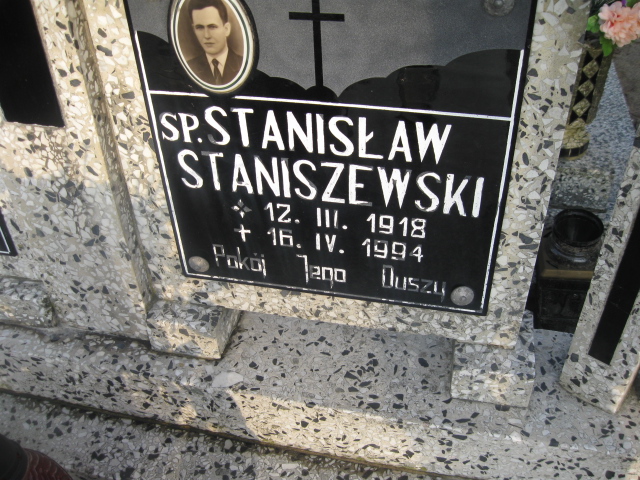 SP. STANISŁAW
STANISZEWSKI
12. III. 1918
+ 16. IV. 1994
Pokój Jego Duszy